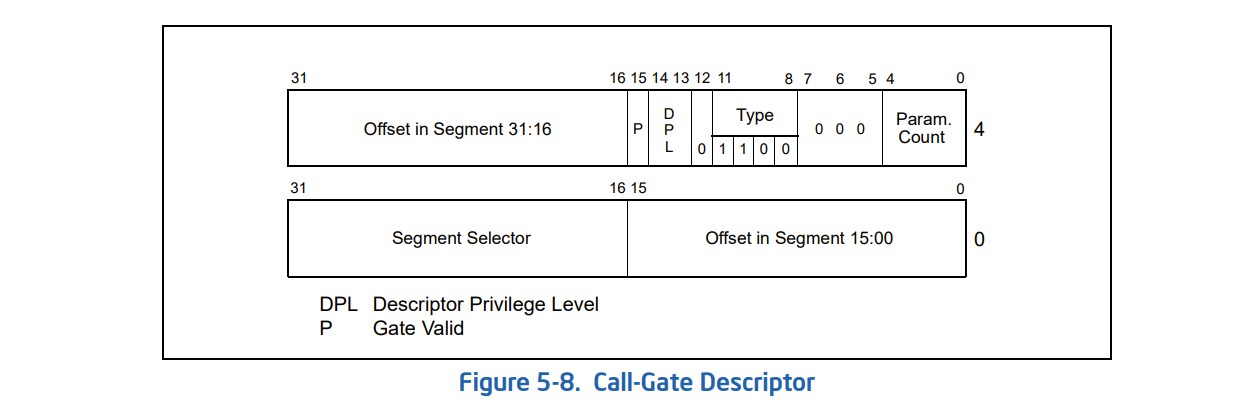 31 16 15 14 13 12 11 8 7 6 5 4 0
Offset in Segment 31:16 P D P L 0 Type 1 1 0 0 0 0 0 Param. Count 4
31 16 15 0
Segment Selector Offset in Segment 15:00 0
DPL Descriptor Privilege Level
P Gate Valid
Figure 5-8. Call-Gate Descriptor